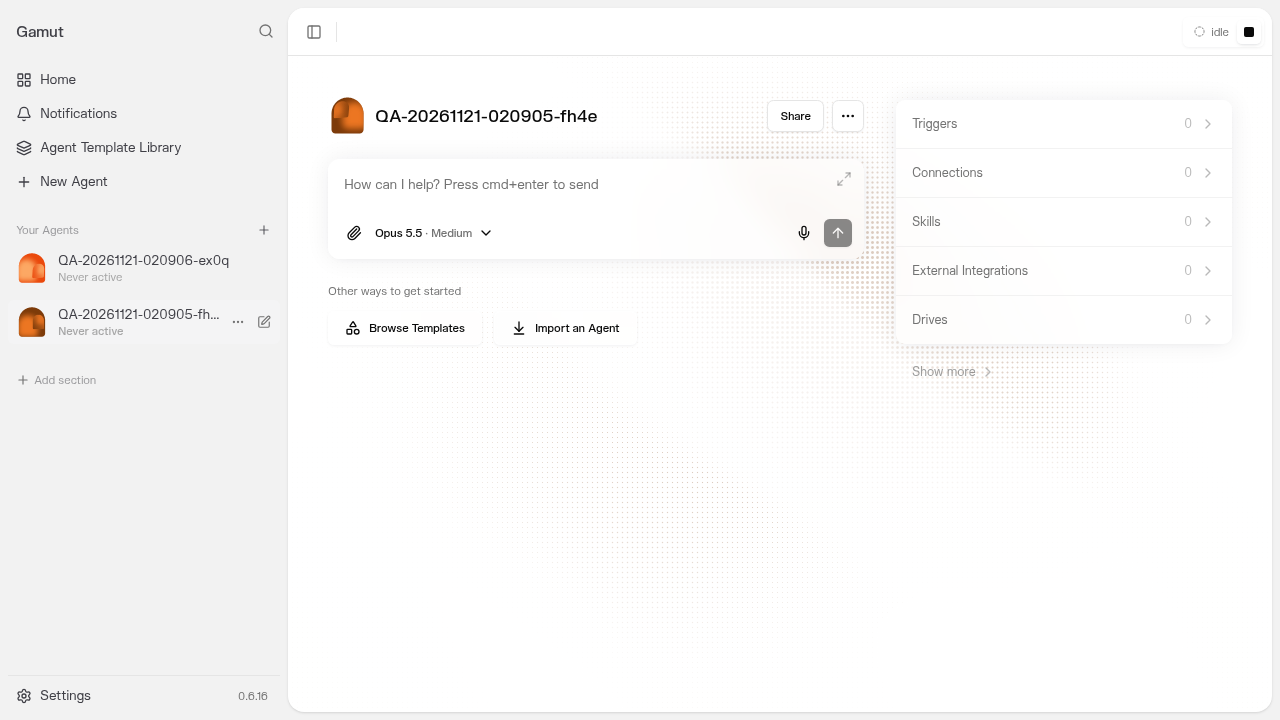 Gamut
Home
Notifications
Agent Template Library
New Agent
Your Agents
QA-20261121-020906-ex0q
Never active
QA-20261121-020905-fh...
Never active
Add section
Settings
0.6.16
idle
QA-20261121-020905-fh4e
Share
How can I help? Press cmd+enter to send
Opus 5.5 · Medium
Other ways to get started
Browse Templates
Import an Agent
Triggers 0
Connections 0
Skills 0
External Integrations 0
Drives 0
Show more